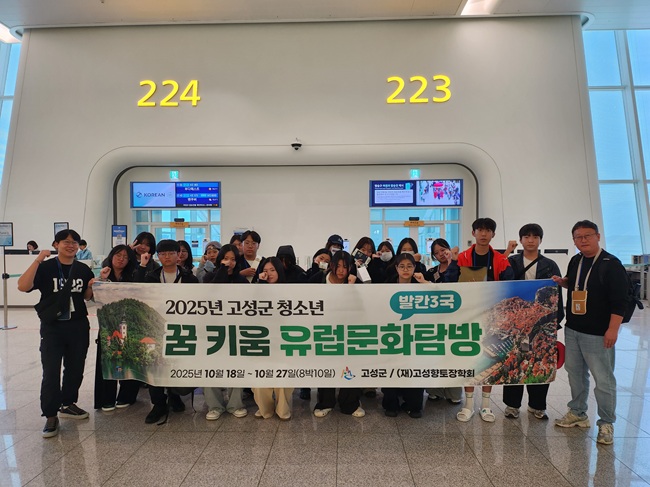 224
223
KOREAN
2025년 고성군 청소년
발칸3국
꿈 키움 유럽문화탐방
2025년 10월 18일 ~ 10월 27일(8박10일)
고성군 / (재)고성향토장학회